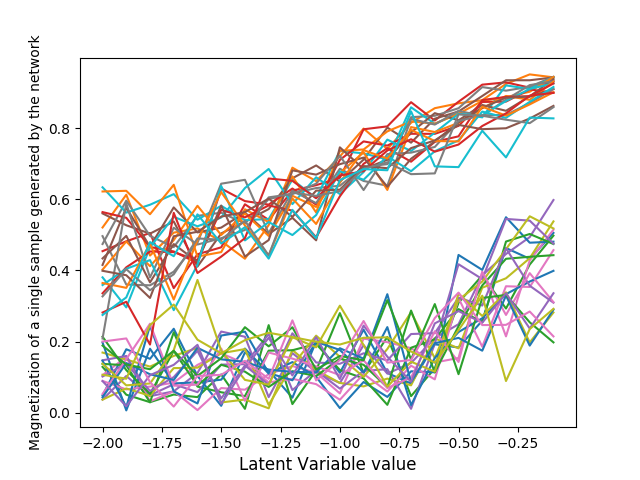 Magnetization of a single sample generated by the network
0.8
0.6
0.4
0.2
0.0
−2.00 −1.75 −1.50 −1.25 −1.00 −0.75 −0.50 −0.25
Latent Variable value